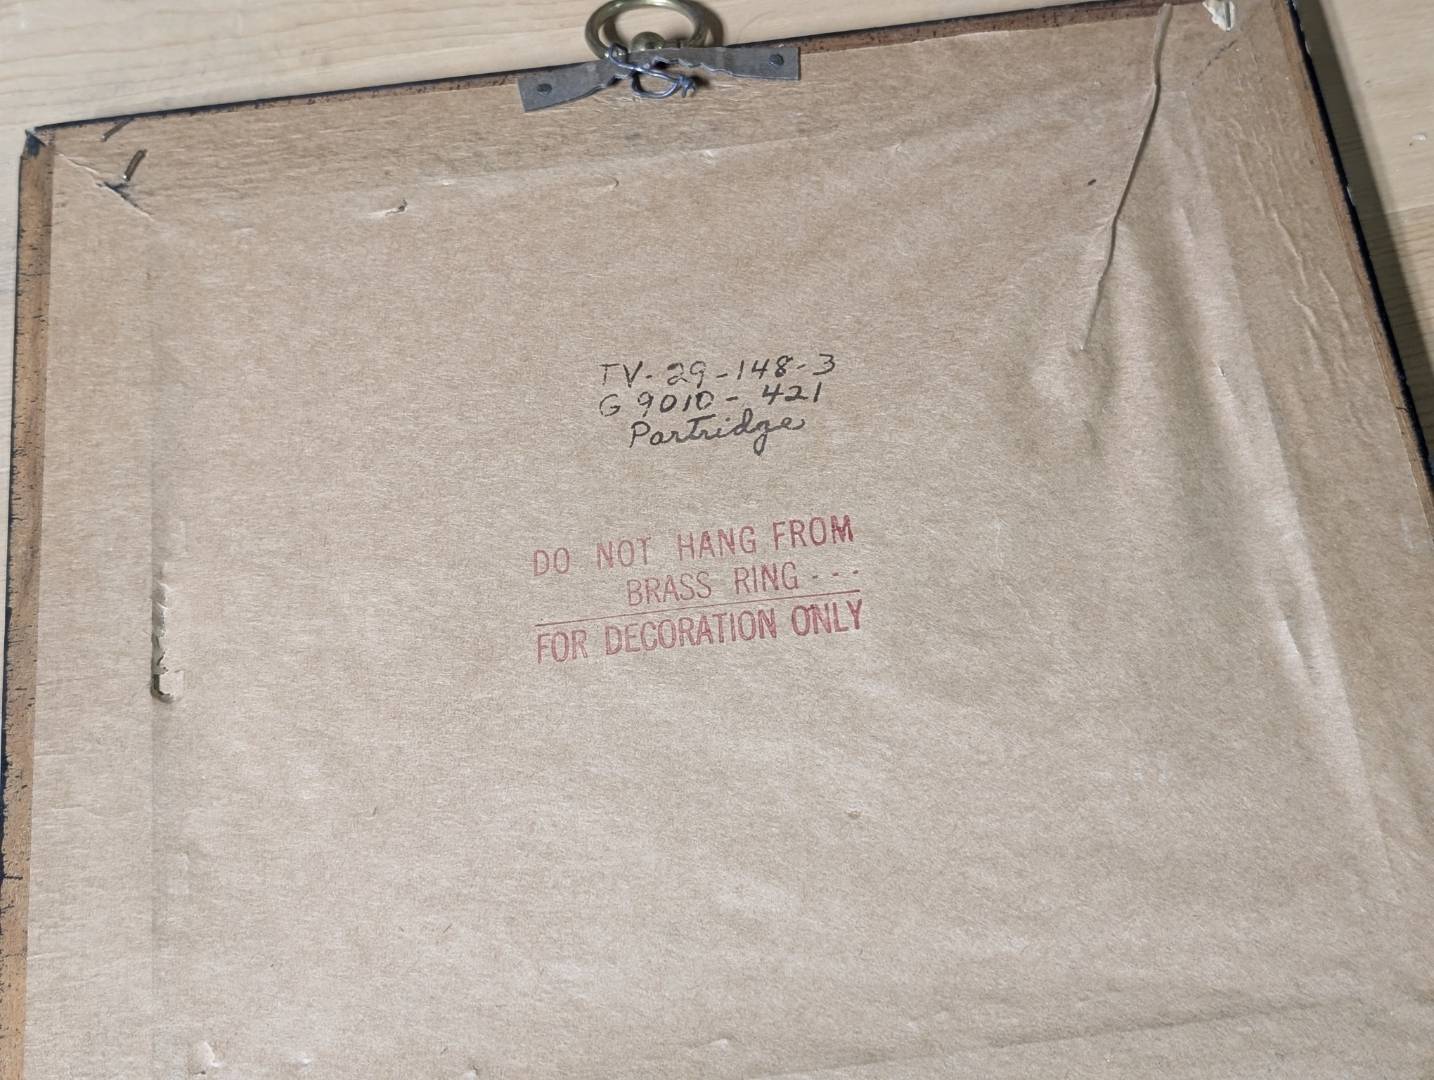 TV-29-148-3
G 9010-421
Partridge
DO NOT HANG FROM
BRASS RING---
FOR DECORATION ONLY